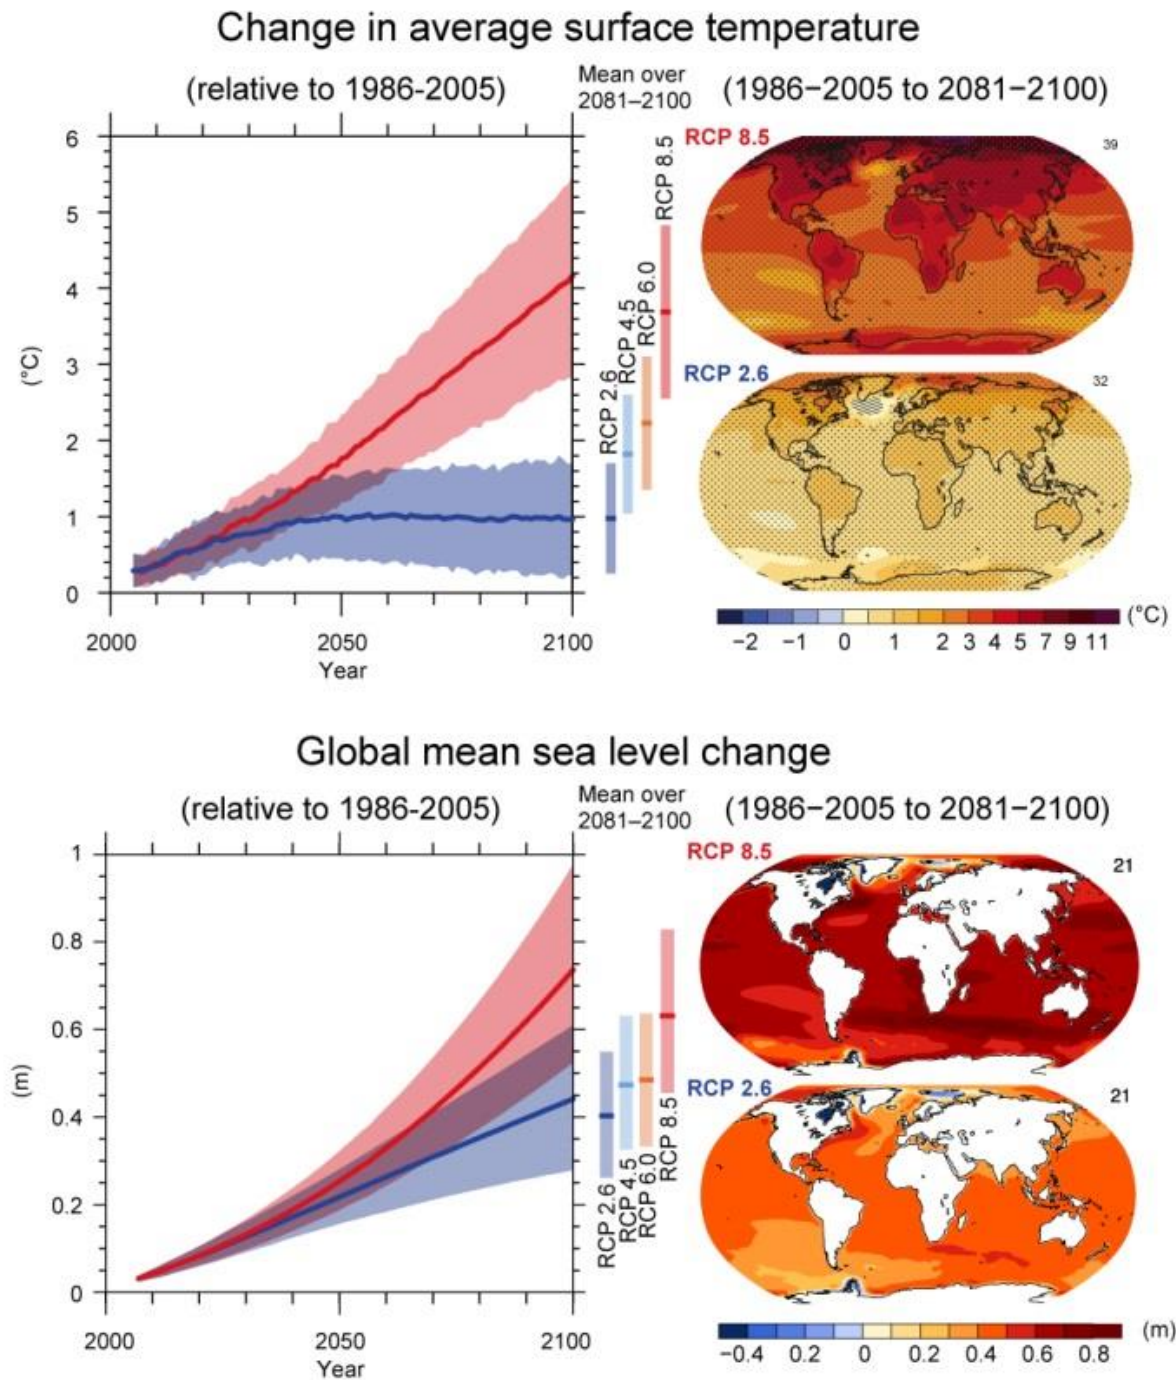 Change in average surface temperature
(relative to 1986-2005)
Mean over
2081–2100
(1986−2005 to 2081−2100)
6
5
4
3
2
1
0
(°C)
2000
2050
2100
Year
RCP 2.6
RCP 4.5
RCP 6.0
RCP 8.5
RCP 8.5
39
RCP 2.6
32
−2
−1
0
1
2
3
4
5
7
9
11
(°C)
Global mean sea level change
(relative to 1986-2005)
Mean over
2081–2100
(1986−2005 to 2081−2100)
1
0.8
0.6
0.4
0.2
0
(m)
2000
2050
2100
Year
RCP 2.6
RCP 4.5
RCP 6.0
RCP 8.5
RCP 8.5
21
RCP 2.6
21
−0.4
0.2
0
0.2
0.4
0.6
0.8
(m)